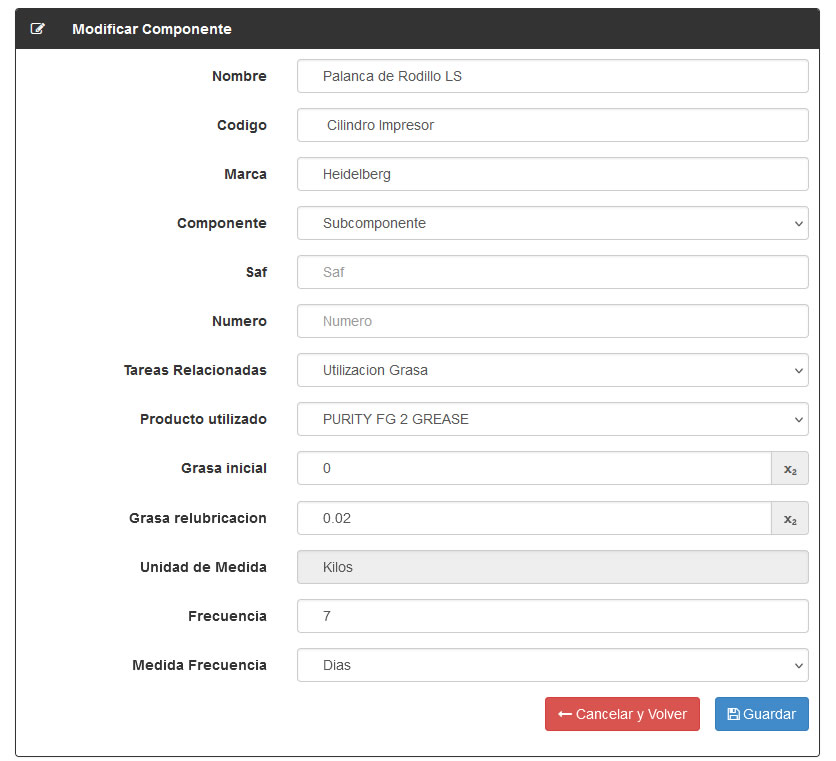 Modificar Componente
Nombre Palanca de Rodillo LS
Codigo Cilindro Impresor
Marca Heidelberg
Componente Subcomponente
Saf Saf
Numero Numero
Tareas Relacionadas Utilizacion Grasa
Producto utilizado PURITY FG 2 GREASE
Grasa inicial 0 x₂
Grasa relubricacion 0.02 x₂
Unidad de Medida Kilos
Frecuencia 7
Medida Frecuencia Dias
Cancelar y Volver Guardar